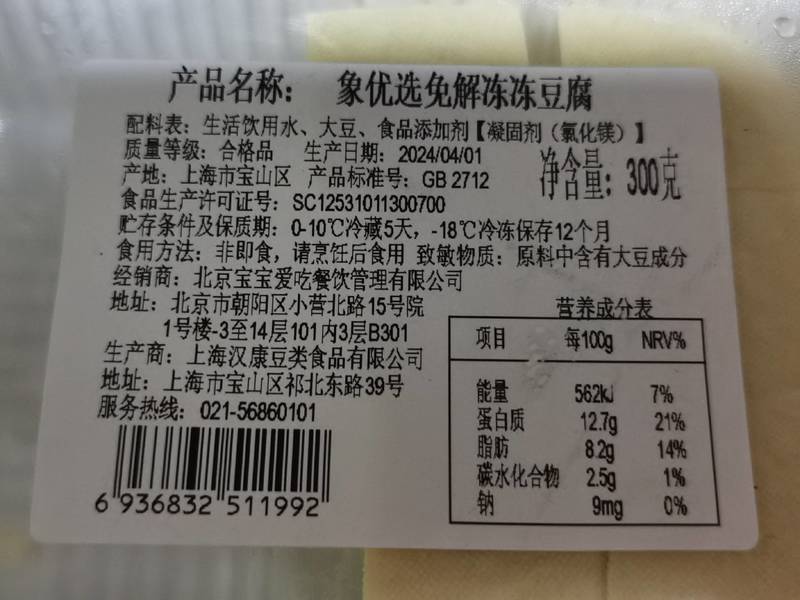 产品名称： 象优选免解冻冻豆腐
配料表：生活饮用水、大豆、食品添加剂【凝固剂（氯化镁）】
质量等级：合格品 生产日期：2024/04/01
净含量：300克
产地：上海市宝山区 产品标准号：GB 2712
食品生产许可证号：SC12531011300700
贮存条件及保质期：0-10℃冷藏5天，-18℃冷冻保存12个月
食用方法：非即食，请烹饪后食用 致敏物质：原料中含有大豆成分
经销商：北京宝宝爱吃餐饮管理有限公司
地址：北京市朝阳区小营北路15号院
1号楼-3至14层101内3层B301
生产商：上海汉康豆类食品有限公司
地址：上海市宝山区祁北东路39号
服务热线：021-56860101
6 936832 511992
营养成分表
项目 每100g NRV%
能量 562kJ 7%
蛋白质 12.7g 21%
脂肪 8.2g 14%
碳水化合物 2.5g 1%
钠 9mg 0%